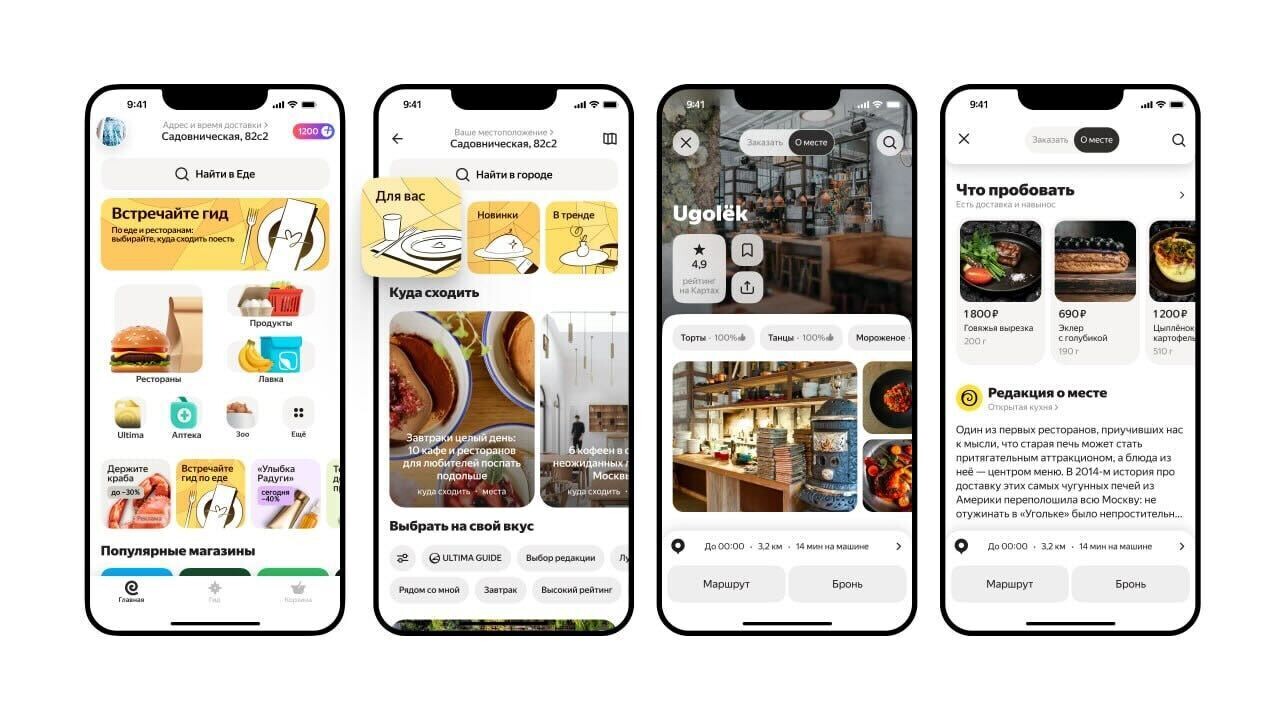 9:41
Адрес и время доставки >
Садовническая, 82с2
1200
Найти в Еде
Встречайте гид
По еде и ресторанам:
выбирайте, куда сходить поесть
Рестораны
Продукты
Лавка
Ultima
Аптека
Зоо
Ещё
Держите
краба
до −30%
Реклама
Встречайте
гид по еде
«Улыбка
Радуги»
сегодня
−40%
Популярные магазины
Главная
Гид
Корзина
9:41
Ваше местоположение >
Садовническая, 82с2
Найти в городе
Для вас
Новинки
В тренде
Куда сходить
Завтраки целый день:
10 кафе и ресторанов
для любителей поспать
подольше
куда сходить · места
6 кофеен в
неожиданных
куда сходить ·
Выбрать на свой вкус
ULTIMA GUIDE
Выбор редакции
Рядом со мной
Завтрак
Высокий рейтинг
9:41
Заказать
О месте
Ugolёk
4,9
рейтинг
на Картах
Торты · 100%
Танцы · 100%
Мороженое ·
До 00:00 · 3,2 км · 14 мин на машине
Маршрут
Бронь
9:41
Заказать
О месте
Что пробовать
Есть доставка и навынос
1 800 ₽
Говяжья вырезка
200 г
690 ₽
Эклер
с голубикой
190 г
1 200 ₽
Цыплёнок
картофель
510 г
Редакция о месте
Открытая кухня >
Один из первых ресторанов, приучивших нас
к мысли, что старая печь может стать
притягательным аттракционом, а блюда из
неё — центром меню. В 2014-м история про
доставку этих самых чугунных печей из
Америки переполошила всю Москву: не
отужинать в «Угольке» было непростительн...
До 00:00 · 3,2 км · 14 мин на машине
Маршрут
Бронь